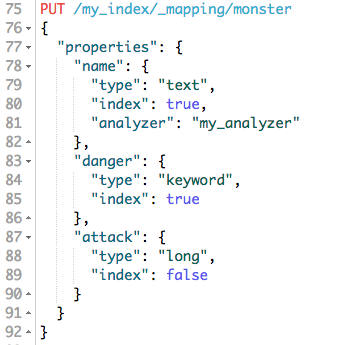 75 PUT /my_index/_mapping/monster
76 {
77   "properties": {
78     "name": {
79       "type": "text",
80       "index": true,
81       "analyzer": "my_analyzer"
82     },
83     "danger": {
84       "type": "keyword",
85       "index": true
86     },
87     "attack": {
88       "type": "long",
89       "index": false
90     }
91   }
92 }